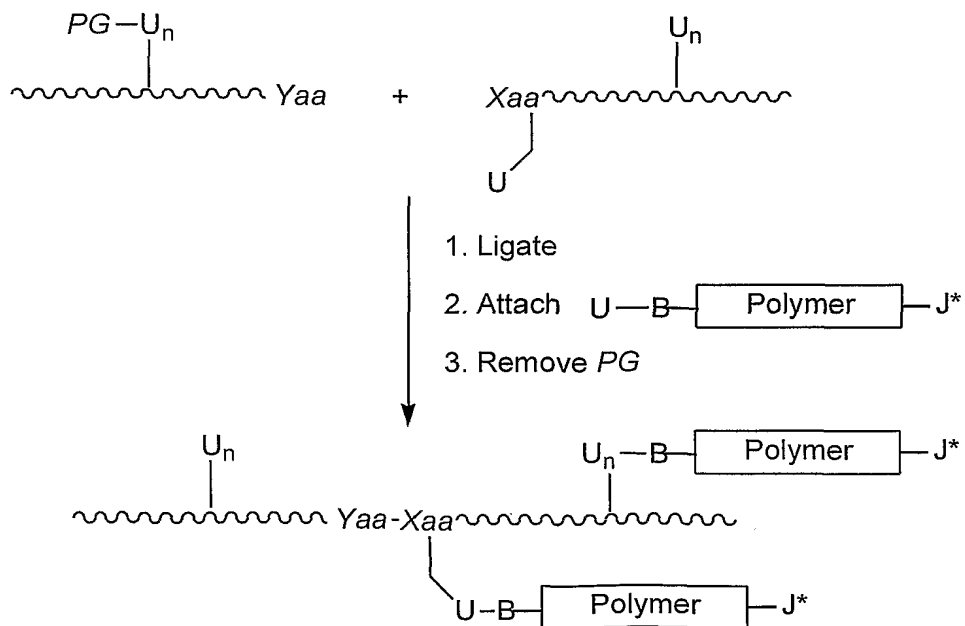 PG—Uₙ
Uₙ
Yaa + Xaa
U
1. Ligate
2. Attach U—B—Polymer—J*
3. Remove PG
Uₙ
Uₙ—B—Polymer—J*
Yaa-Xaa
U—B—Polymer—J*